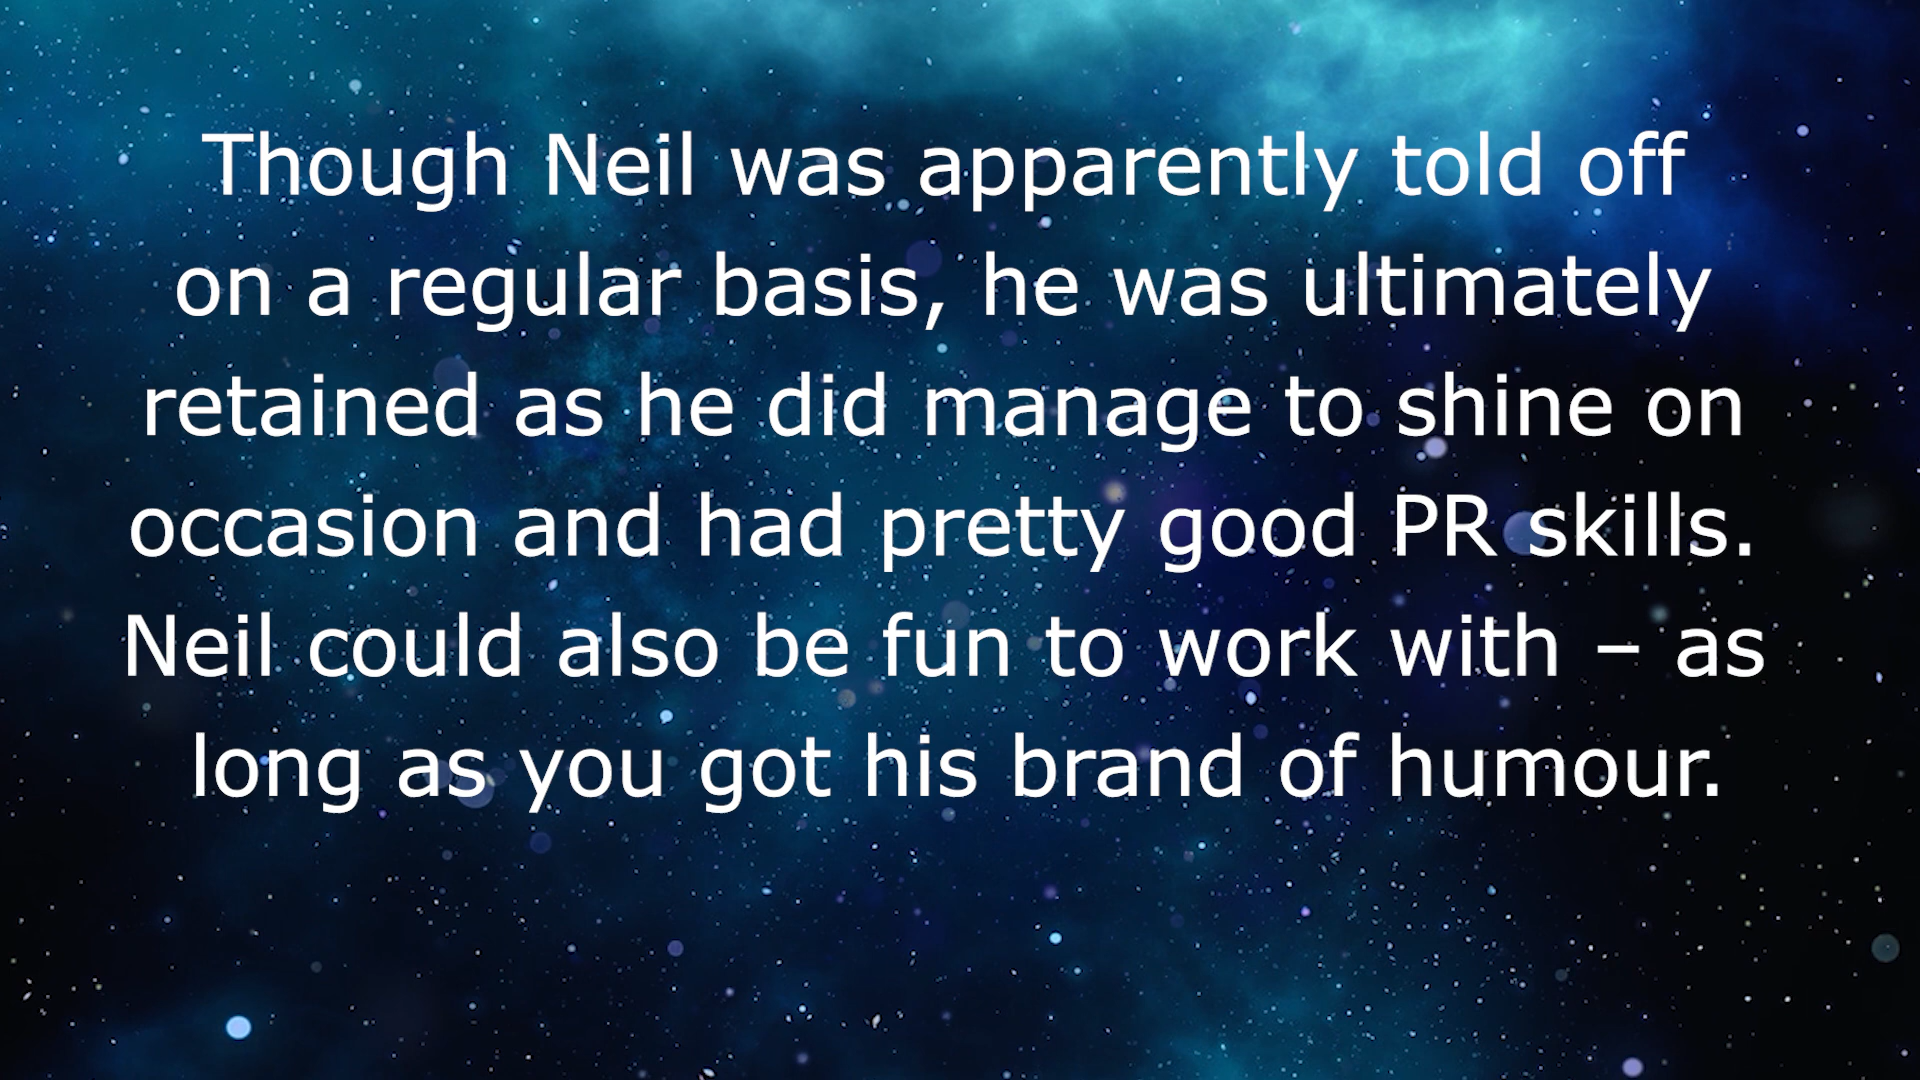 Though Neil was apparently told off
on a regular basis, he was ultimately
retained as he did manage to shine on
occasion and had pretty good PR skills.
Neil could also be fun to work with – as
long as you got his brand of humour.